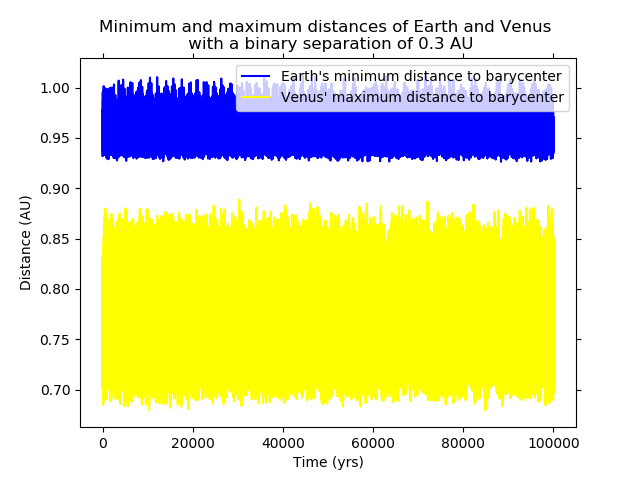 Minimum and maximum distances of Earth and Venus
with a binary separation of 0.3 AU
Earth's minimum distance to barycenter
Venus' maximum distance to barycenter
1.00
0.95
0.90
0.85
0.80
0.75
0.70
Distance (AU)
0 20000 40000 60000 80000 100000
Time (yrs)